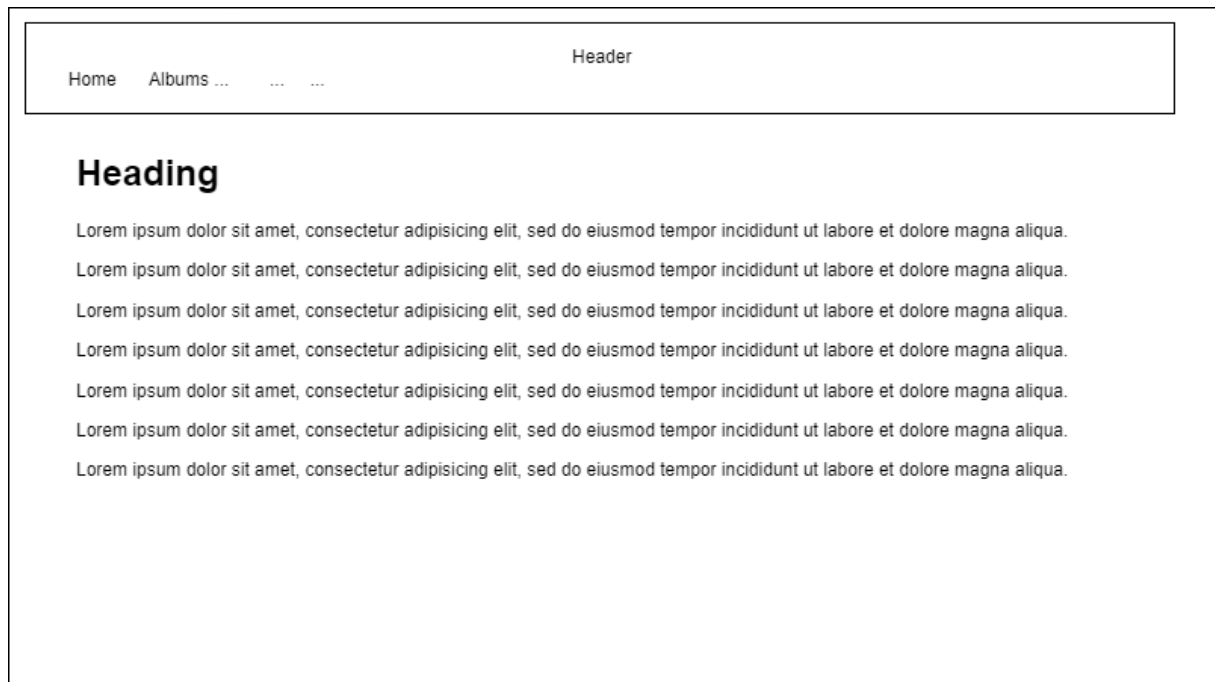 Header
Home Albums ... ... ...
Heading
Lorem ipsum dolor sit amet, consectetur adipisicing elit, sed do eiusmod tempor incididunt ut labore et dolore magna aliqua.
Lorem ipsum dolor sit amet, consectetur adipisicing elit, sed do eiusmod tempor incididunt ut labore et dolore magna aliqua.
Lorem ipsum dolor sit amet, consectetur adipisicing elit, sed do eiusmod tempor incididunt ut labore et dolore magna aliqua.
Lorem ipsum dolor sit amet, consectetur adipisicing elit, sed do eiusmod tempor incididunt ut labore et dolore magna aliqua.
Lorem ipsum dolor sit amet, consectetur adipisicing elit, sed do eiusmod tempor incididunt ut labore et dolore magna aliqua.
Lorem ipsum dolor sit amet, consectetur adipisicing elit, sed do eiusmod tempor incididunt ut labore et dolore magna aliqua.
Lorem ipsum dolor sit amet, consectetur adipisicing elit, sed do eiusmod tempor incididunt ut labore et dolore magna aliqua.